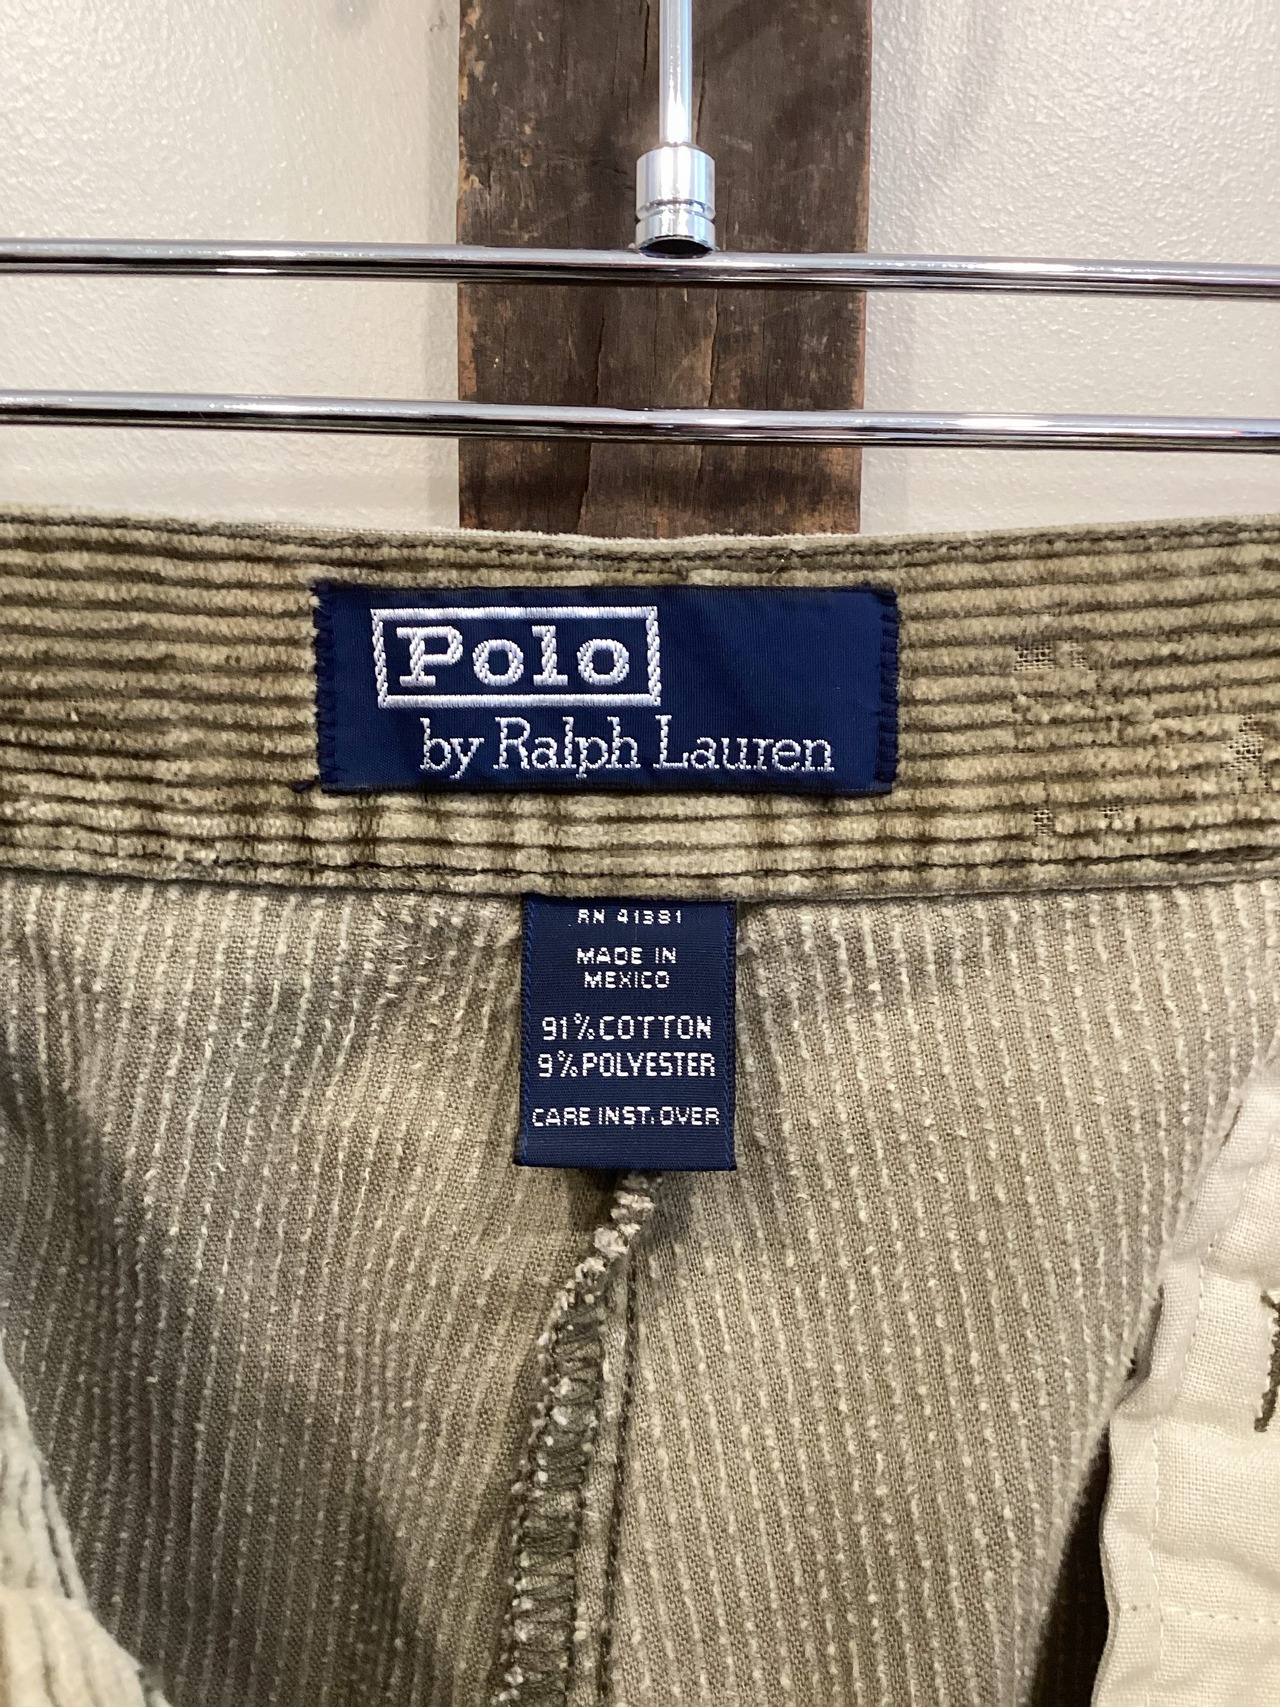 Polo
by Ralph Lauren
RN 41381
MADE IN
MEXICO
91%COTTON
9%POLYESTER
CARE INST. OVER